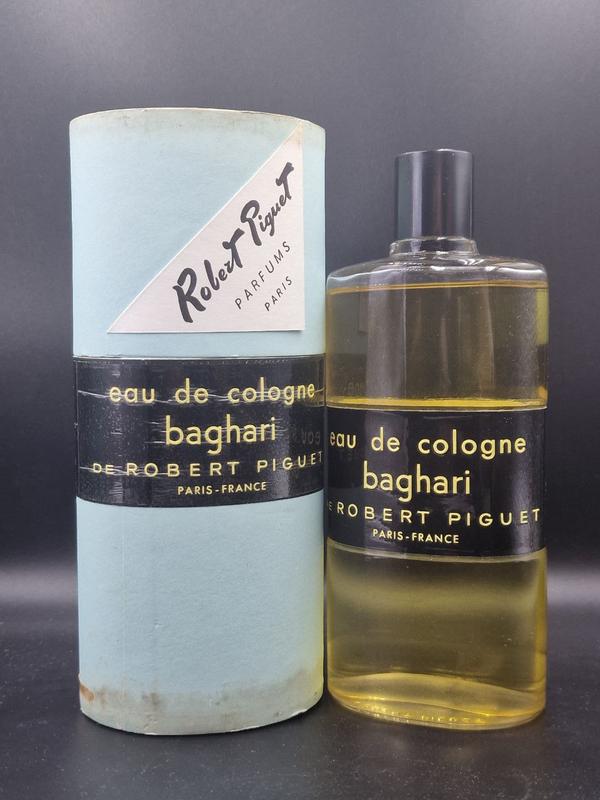 Robert Piguet
PARFUMS
PARIS
eau de cologne
baghari
DE ROBERT PIGUET
PARIS-FRANCE
eau de cologne
baghari
DE ROBERT PIGUET
PARIS-FRANCE